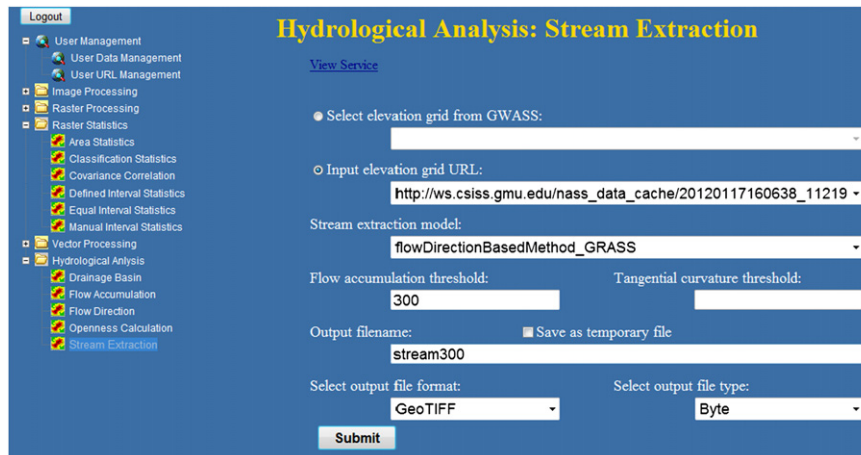 Logout
User Management
User Data Management
User URL Management
Image Processing
Raster Processing
Raster Statistics
Area Statistics
Classification Statistics
Covariance Correlation
Defined Interval Statistics
Equal Interval Statistics
Manual Interval Statistics
Vector Processing
Hydrological Anlysis
Drainage Basin
Flow Accumulation
Flow Direction
Openness Calculation
Stream Extraction
Hydrological Analysis: Stream Extraction
View Service
Select elevation grid from GWASS:
Input elevation grid URL:
http://ws.csiss.gmu.edu/nass_data_cache/20120117160638_11219
Stream extraction model:
flowDirectionBasedMethod_GRASS
Flow accumulation threshold: Tangential curvature threshold:
300
Output filename: Save as temporary file
stream300
Select output file format: Select output file type:
GeoTIFF Byte
Submit